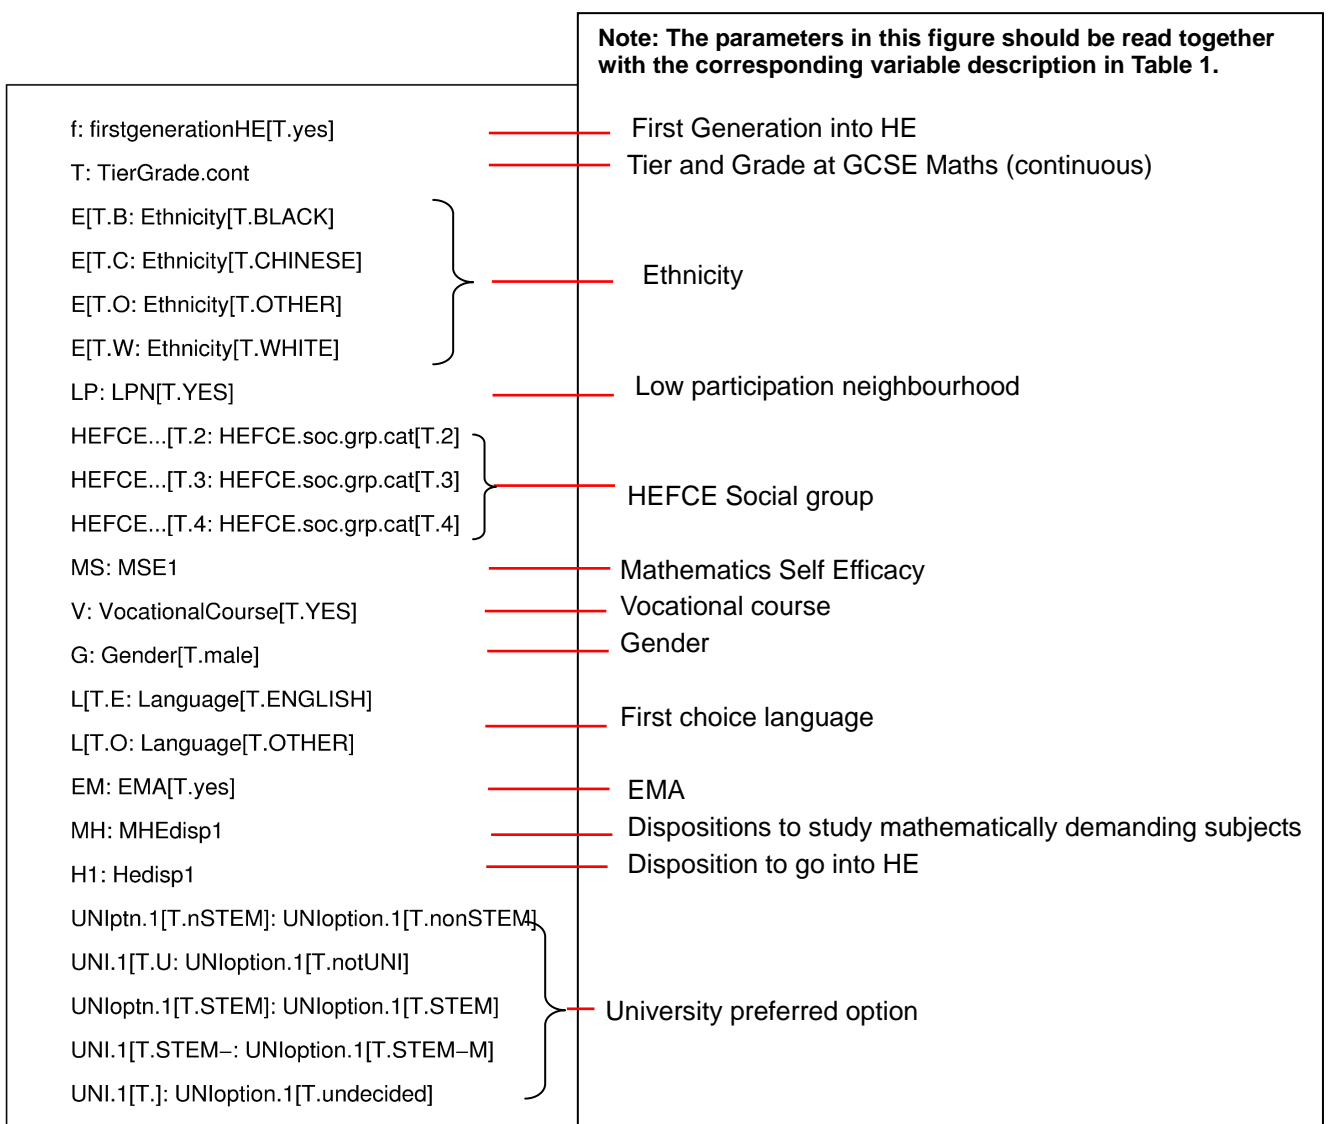 Note: The parameters in this figure should be read together
with the corresponding variable description in Table 1.
f: firstgenerationHE[T.yes]
First Generation into HE
T: TierGrade.cont
Tier and Grade at GCSE Maths (continuous)
E[T.B: Ethnicity[T.BLACK]
E[T.C: Ethnicity[T.CHINESE]
E[T.O: Ethnicity[T.OTHER]
E[T.W: Ethnicity[T.WHITE]
Ethnicity
LP: LPN[T.YES]
Low participation neighbourhood
HEFCE...[T.2: HEFCE.soc.grp.cat[T.2]
HEFCE...[T.3: HEFCE.soc.grp.cat[T.3]
HEFCE...[T.4: HEFCE.soc.grp.cat[T.4]
HEFCE Social group
MS: MSE1
Mathematics Self Efficacy
V: VocationalCourse[T.YES]
Vocational course
G: Gender[T.male]
Gender
L[T.E: Language[T.ENGLISH]
L[T.O: Language[T.OTHER]
First choice language
EM: EMA[T.yes]
EMA
MH: MHEdisp1
Dispositions to study mathematically demanding subjects
H1: Hedisp1
Disposition to go into HE
UNIptn.1[T.nSTEM]: UNIoption.1[T.nonSTEM]
UNI.1[T.U: UNIoption.1[T.notUNI]
UNIoptn.1[T.STEM]: UNIoption.1[T.STEM]
UNI.1[T.STEM−: UNIoption.1[T.STEM−M]
UNI.1[T.]: UNIoption.1[T.undecided]
University preferred option